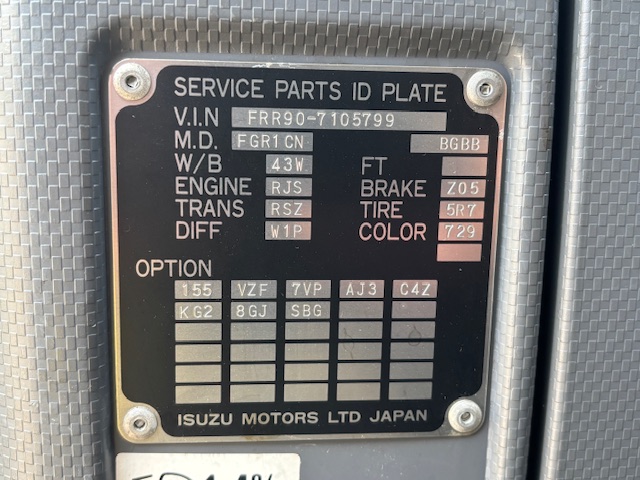 SERVICE PARTS ID PLATE
V.I.N FRR90-7105799
M.D. FGR1CN BGBB
W/B 43W FT
ENGINE RJS BRAKE Z05
TRANS RSZ TIRE 5R7
DIFF W1P COLOR 729
OPTION
155 VZF 7VP AJ3 C4Z
KG2 8GJ SBG
ISUZU MOTORS LTD JAPAN